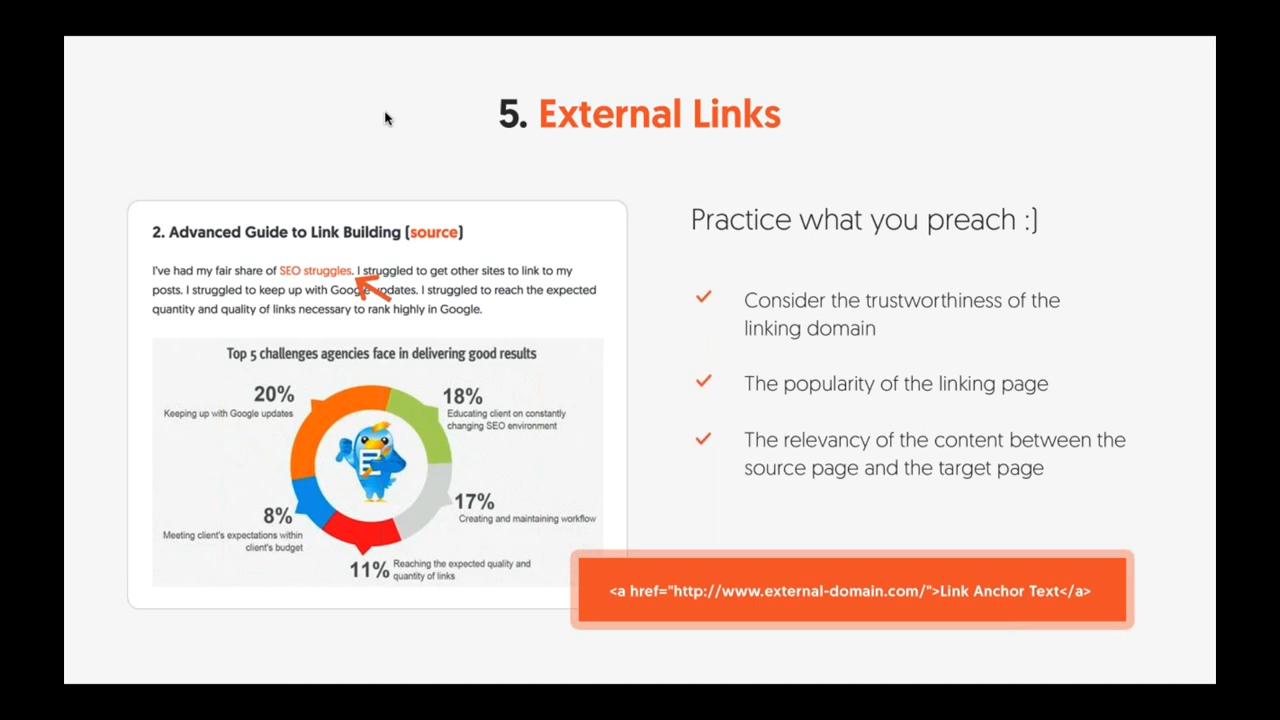 5. External Links
2. Advanced Guide to Link Building (source)
I've had my fair share of SEO struggles. I struggled to get other sites to link to my
posts. I struggled to keep up with Google updates. I struggled to reach the expected
quantity and quality of links necessary to rank highly in Google.
Top 5 challenges agencies face in delivering good results
20%
Keeping up with Google updates
18%
Educating client on constantly
changing SEO environment
17%
Creating and maintaining workflow
8%
Meeting client's expectations within
client's budget
11%
Reaching the expected quality and
quantity of links
E
Practice what you preach :)
Consider the trustworthiness of the
linking domain
The popularity of the linking page
The relevancy of the content between the
source page and the target page
<a href="http://www.external-domain.com/">Link Anchor Text</a>